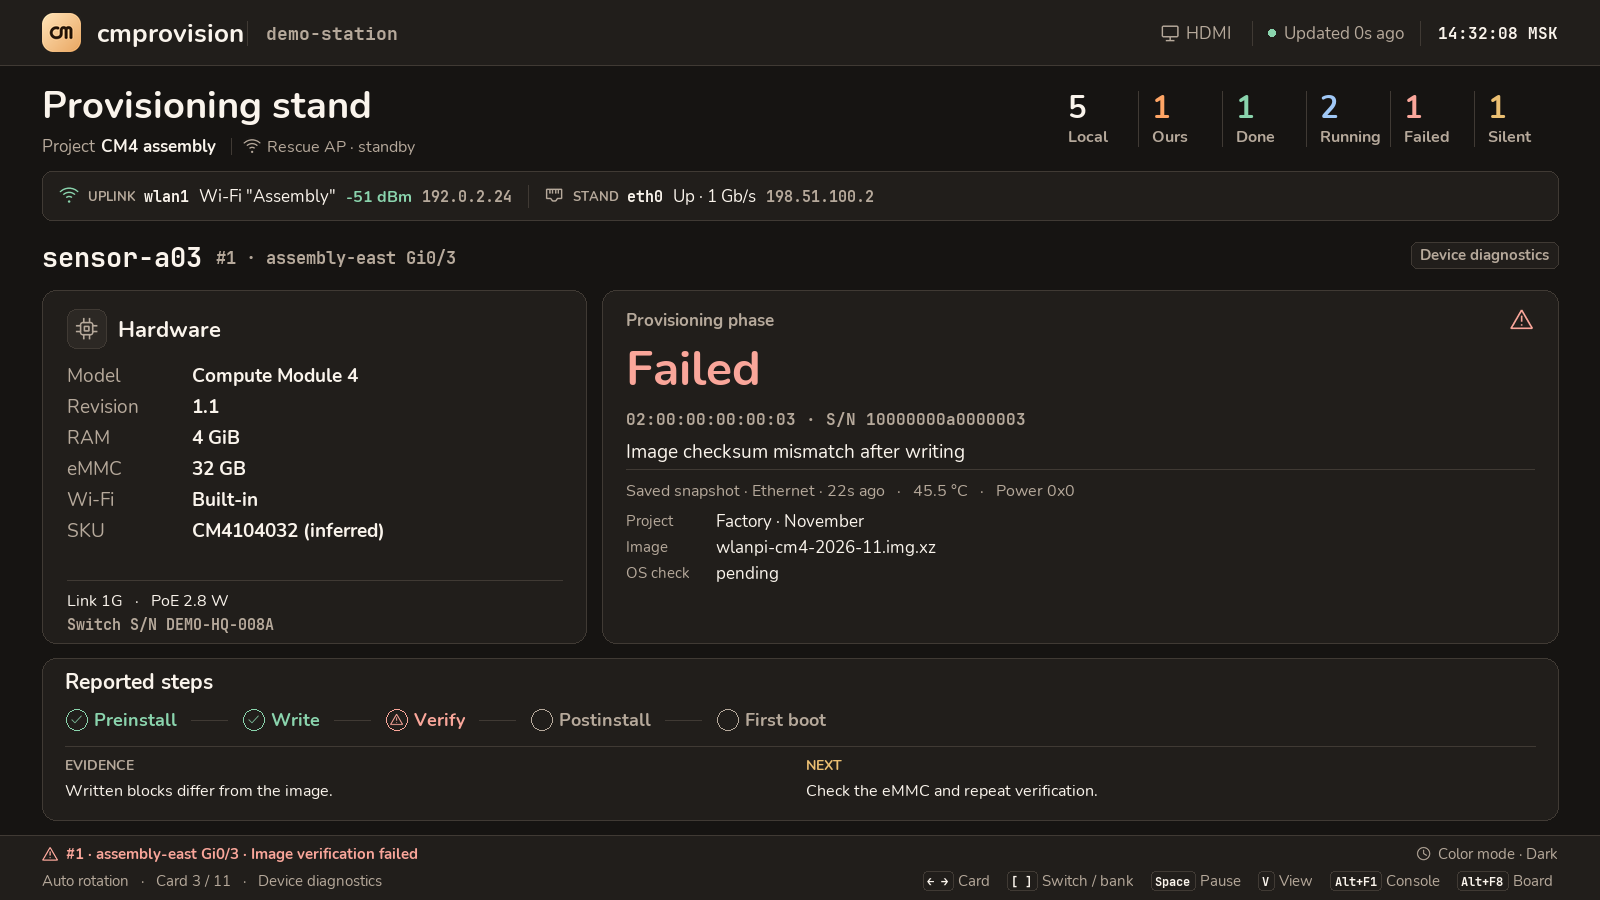 cm cmprovision demo-station HDMI Updated 0s ago 14:32:08 MSK
Provisioning stand
Project CM4 assembly Rescue AP · standby
5 1 1 2 1 1
Local Ours Done Running Failed Silent
UPLINK wlan1 Wi-Fi "Assembly" -51 dBm 192.0.2.24 STAND eth0 Up · 1 Gb/s 198.51.100.2
sensor-a03 #1 · assembly-east Gi0/3 Device diagnostics
Hardware
Model Compute Module 4
Revision 1.1
RAM 4 GiB
eMMC 32 GB
Wi-Fi Built-in
SKU CM4104032 (inferred)
Link 1G · PoE 2.8 W
Switch S/N DEMO-HQ-008A
Provisioning phase
Failed
02:00:00:00:00:03 · S/N 10000000a0000003
Image checksum mismatch after writing
Saved snapshot · Ethernet · 22s ago · 45.5 °C · Power 0x0
Project Factory · November
Image wlanpi-cm4-2026-11.img.xz
OS check pending
Reported steps
Preinstall Write Verify Postinstall First boot
EVIDENCE
Written blocks differ from the image.
NEXT
Check the eMMC and repeat verification.
#1 · assembly-east Gi0/3 · Image verification failed Color mode · Dark
Auto rotation · Card 3 / 11 · Device diagnostics ← → Card [ ] Switch / bank Space Pause V View Alt+F1 Console Alt+F8 Board